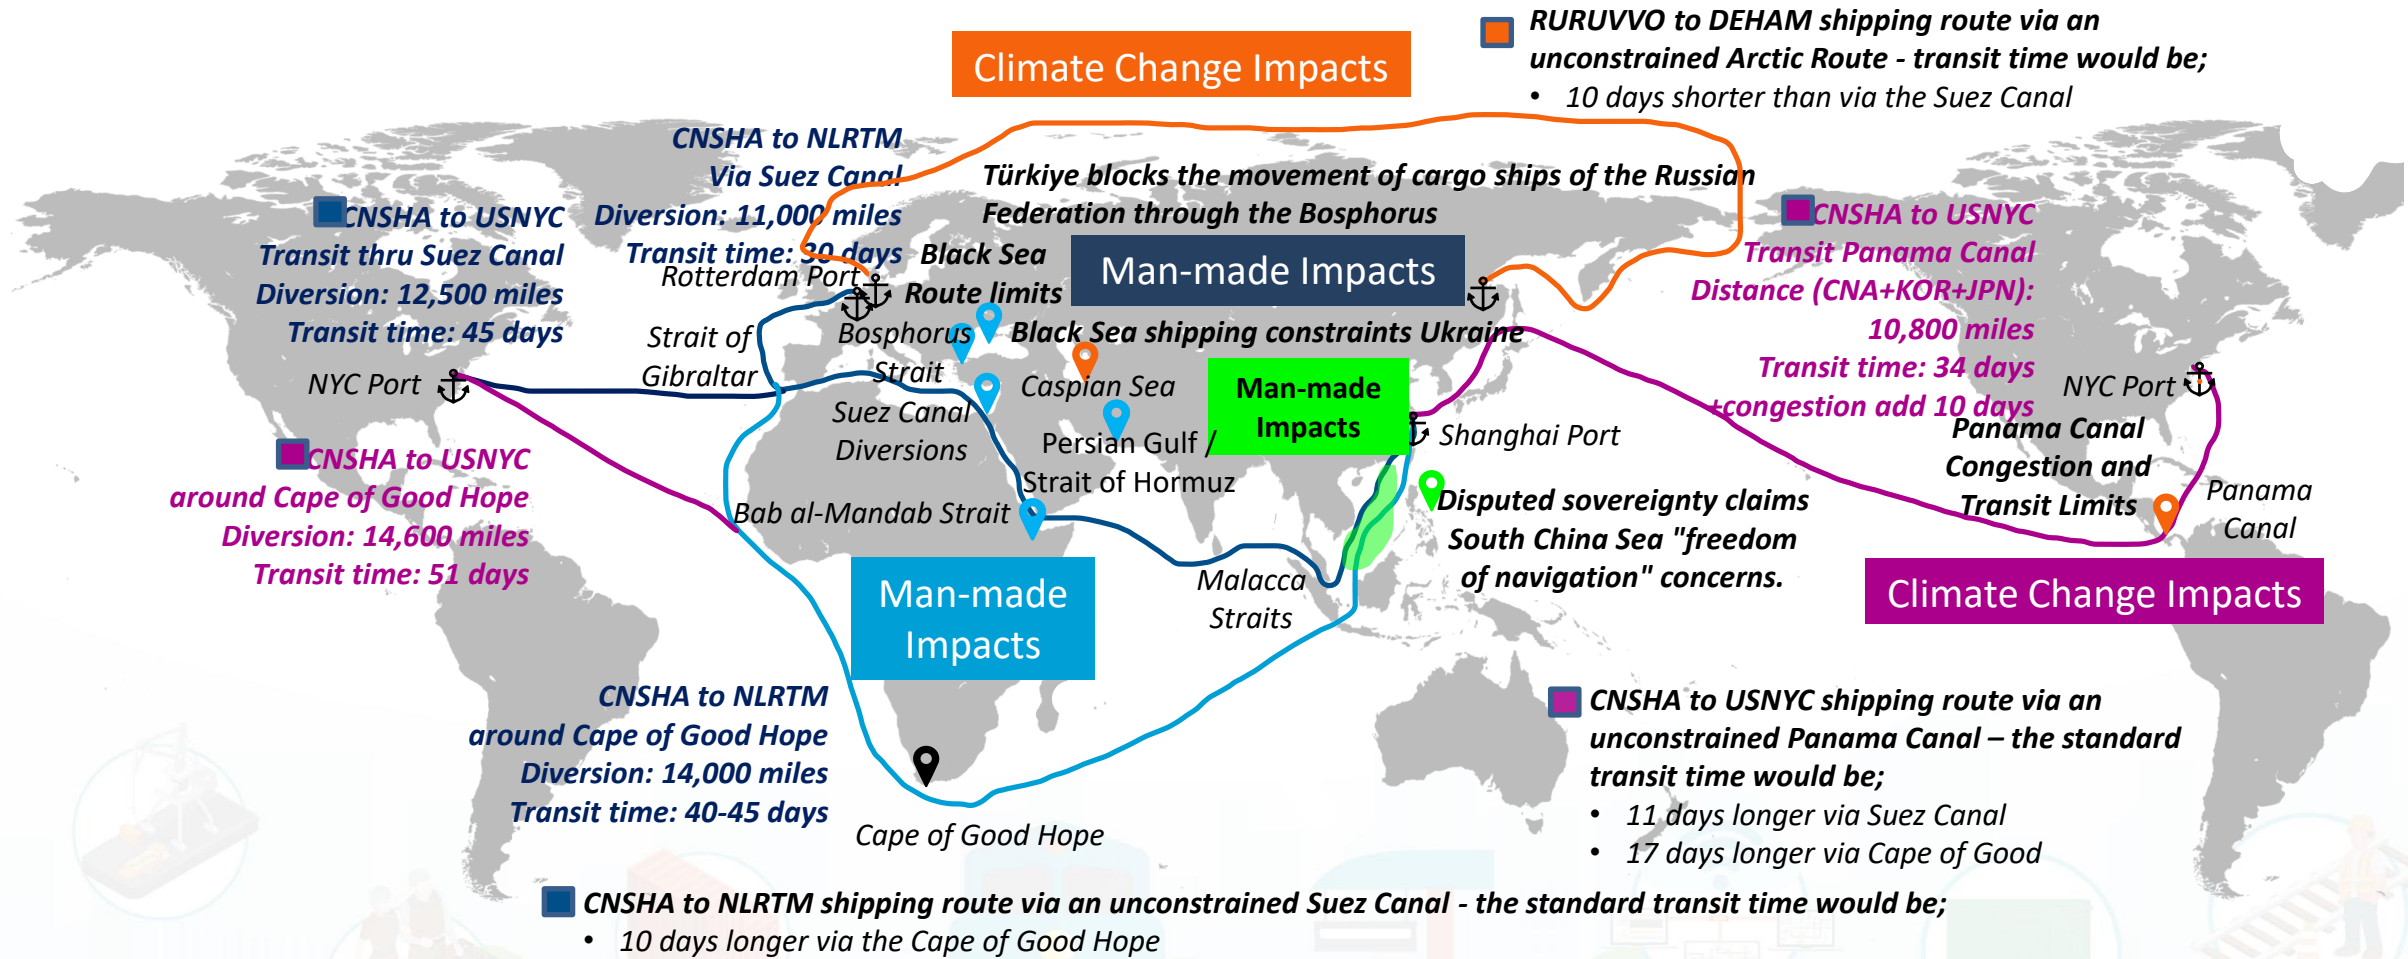 RURUVVO to DEHAM shipping route via an
unconstrained Arctic Route - transit time would be;
• 10 days shorter than via the Suez Canal
Climate Change Impacts
CNSHA to NLRTM
Via Suez Canal
Diversion: 11,000 miles
Transit time: 30 days
Türkiye blocks the movement of cargo ships of the Russian
Federation through the Bosphorus
CNSHA to USNYC
Transit thru Suez Canal
Diversion: 12,500 miles
Transit time: 45 days
CNSHA to USNYC
Transit Panama Canal
Distance (CNA+KOR+JPN):
10,800 miles
Transit time: 34 days
+congestion add 10 days
Black Sea
Route limits
Man-made Impacts
Rotterdam Port
Black Sea shipping constraints Ukraine
Strait of
Gibraltar
Bosphorus
Strait
NYC Port
Caspian Sea
Man-made
Impacts
NYC Port
Suez Canal
Diversions
Persian Gulf /
Strait of Hormuz
Shanghai Port
Panama Canal
Congestion and
Transit Limits
Panama
Canal
CNSHA to USNYC
around Cape of Good Hope
Diversion: 14,600 miles
Transit time: 51 days
Bab al-Mandab Strait
Disputed sovereignty claims
South China Sea "freedom
of navigation" concerns.
Malacca
Straits
Man-made
Impacts
Climate Change Impacts
CNSHA to NLRTM
around Cape of Good Hope
Diversion: 14,000 miles
Transit time: 40-45 days
Cape of Good Hope
CNSHA to USNYC shipping route via an
unconstrained Panama Canal – the standard
transit time would be;
• 11 days longer via Suez Canal
• 17 days longer via Cape of Good
CNSHA to NLRTM shipping route via an unconstrained Suez Canal - the standard transit time would be;
• 10 days longer via the Cape of Good Hope